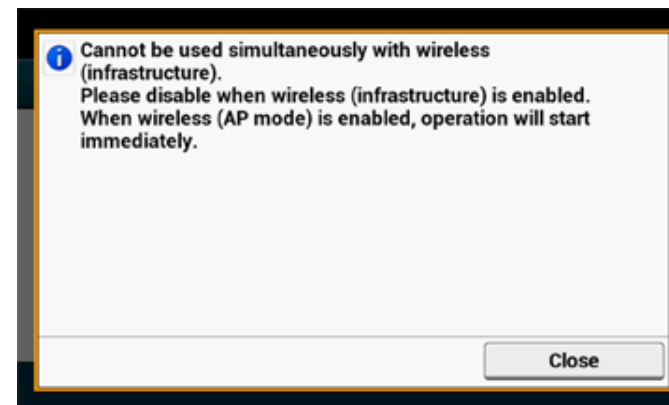 Cannot be used simultaneously with wireless
(infrastructure).
Please disable when wireless (infrastructure) is enabled.
When wireless (AP mode) is enabled, operation will start
immediately.
Close